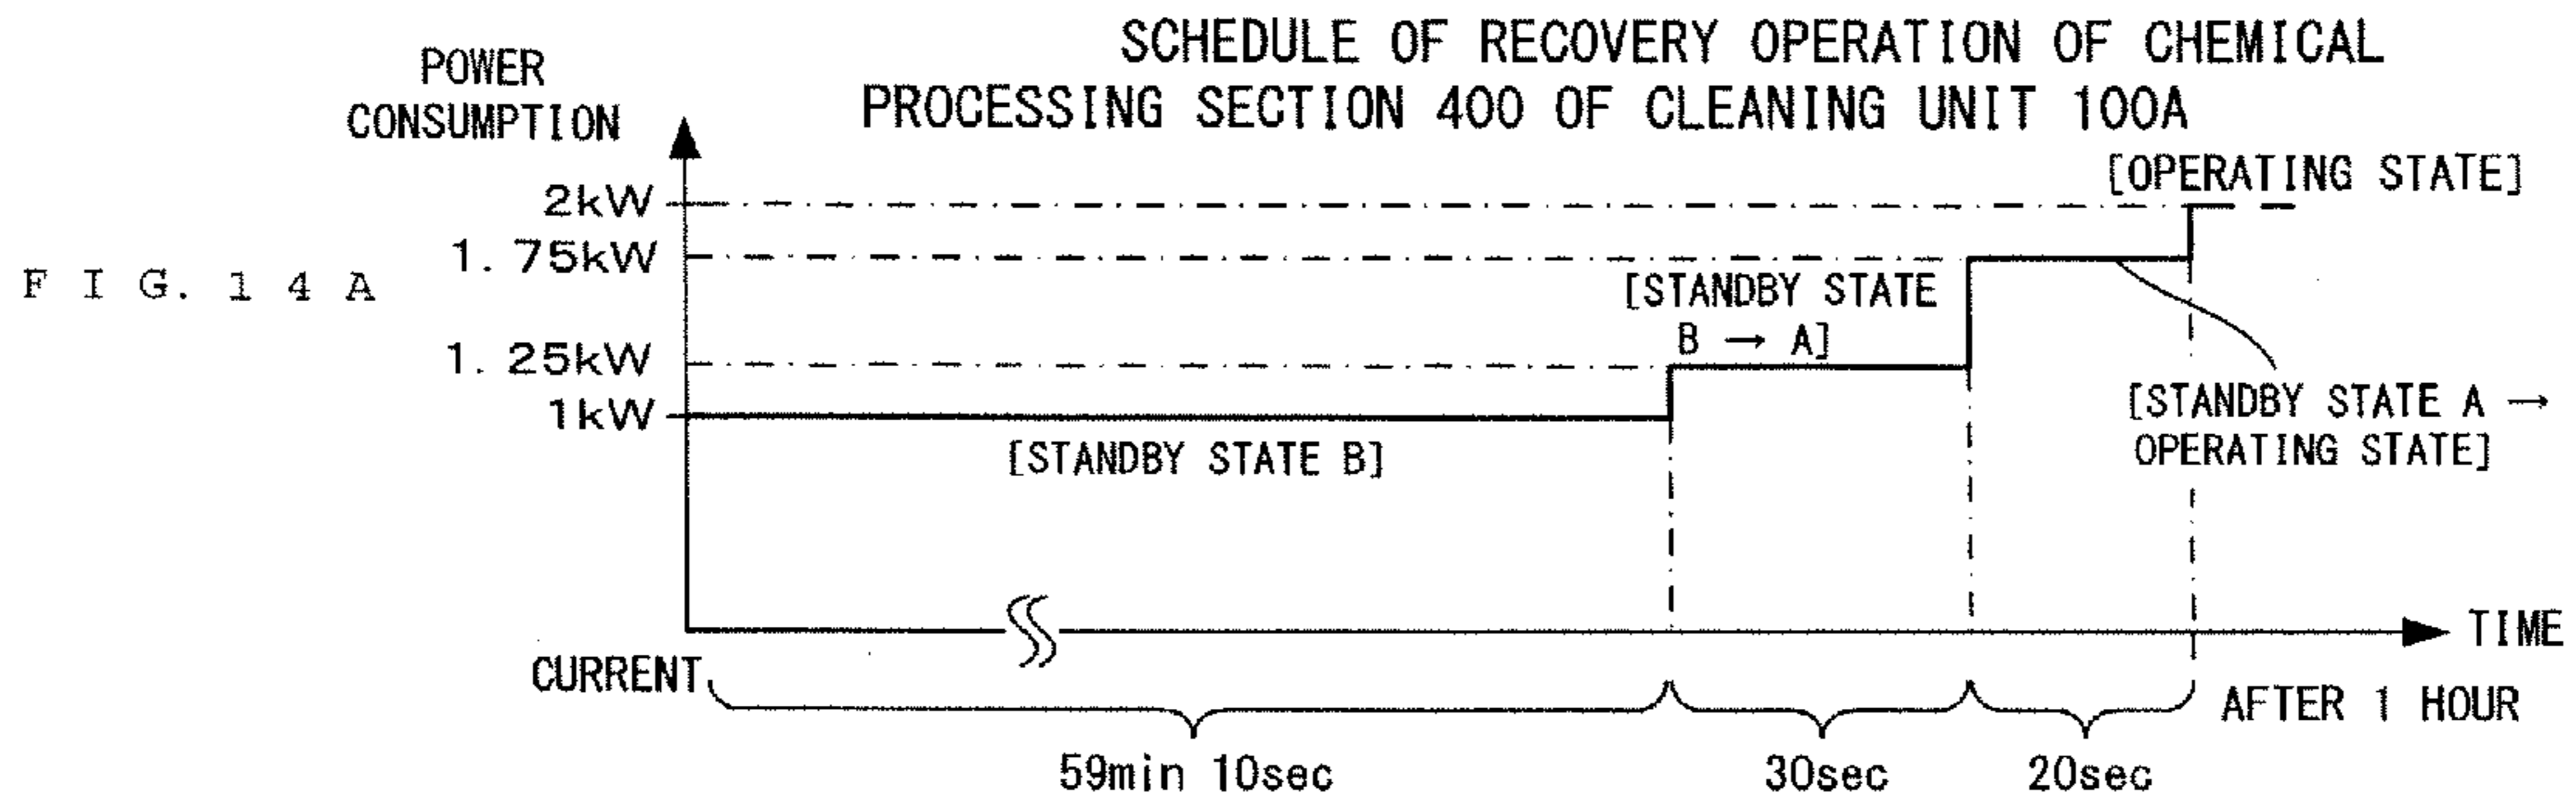 SCHEDULE OF RECOVERY OPERATION OF CHEMICAL
PROCESSING SECTION 400 OF CLEANING UNIT 100A
POWER
CONSUMPTION
[OPERATING STATE]
2kW
1. 75kW
F I G. 1 4 A
[STANDBY STATE
B → A]
1. 25kW
1kW
[STANDBY STATE A →
OPERATING STATE]
[STANDBY STATE B]
TIME
CURRENT
AFTER 1 HOUR
59min 10sec
30sec
20sec